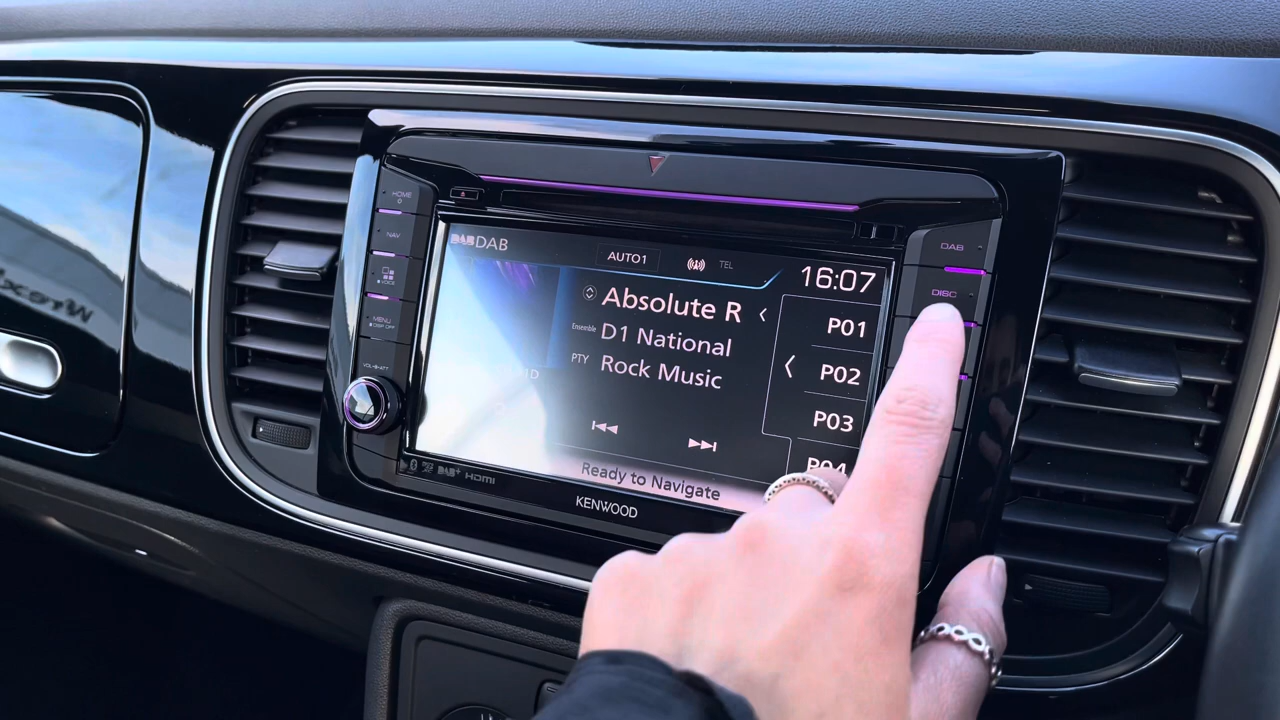 HOME
NAV
VOICE
MENU
DISP OFF
VOL•ATT
DAB DAB
AUTO1
TEL
16:07
Absolute R
Ensemble D1 National
PTY Rock Music
P01
P02
P03
P04
Ready to Navigate
DAB+
HDMI
KENWOOD
DAB
DISC